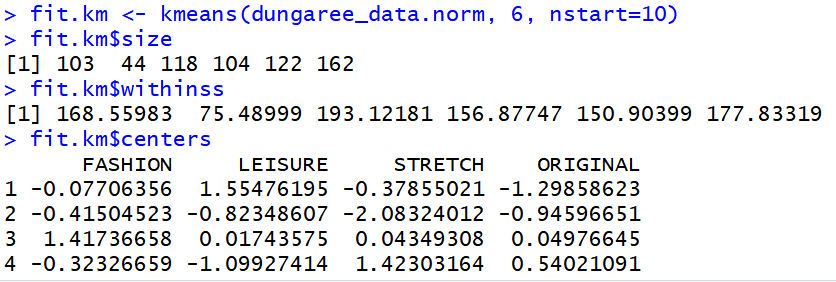 > fit.km <- kmeans(dungaree_data.norm, 6, nstart=10)
> fit.km$size
[1] 103  44 118 104 122 162
> fit.km$withinss
[1] 168.55983  75.48999 193.12181 156.87747 150.90399 177.83319
> fit.km$centers
      FASHION     LEISURE     STRETCH    ORIGINAL
1 -0.07706356  1.55476195 -0.37855021 -1.29858623
2 -0.41504523 -0.82348607 -2.08324012 -0.94596651
3  1.41736658  0.01743575  0.04349308  0.04976645
4 -0.32326659 -1.09927414  1.42303164  0.54021091